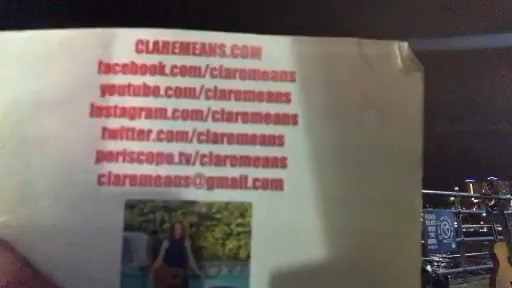 CLAREMEANS.COM
facebook.com/claremeans
youtube.com/claremeans
instagram.com/claremeans
twitter.com/claremeans
periscope.tv/claremeans
claremeans@gmail.com